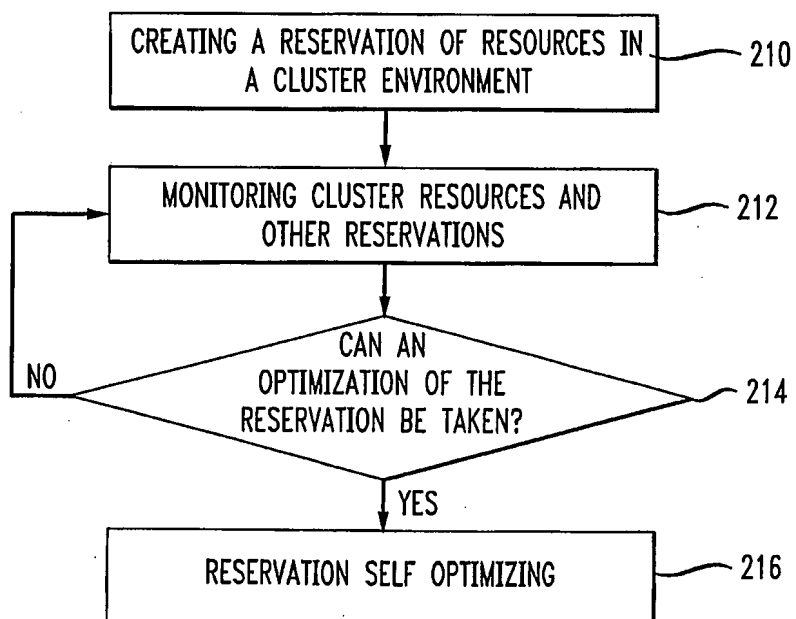 CREATING A RESERVATION OF RESOURCES IN
A CLUSTER ENVIRONMENT
210
MONITORING CLUSTER RESOURCES AND
OTHER RESERVATIONS
212
CAN AN
OPTIMIZATION OF THE
RESERVATION BE TAKEN?
214
NO
YES
RESERVATION SELF OPTIMIZING
216